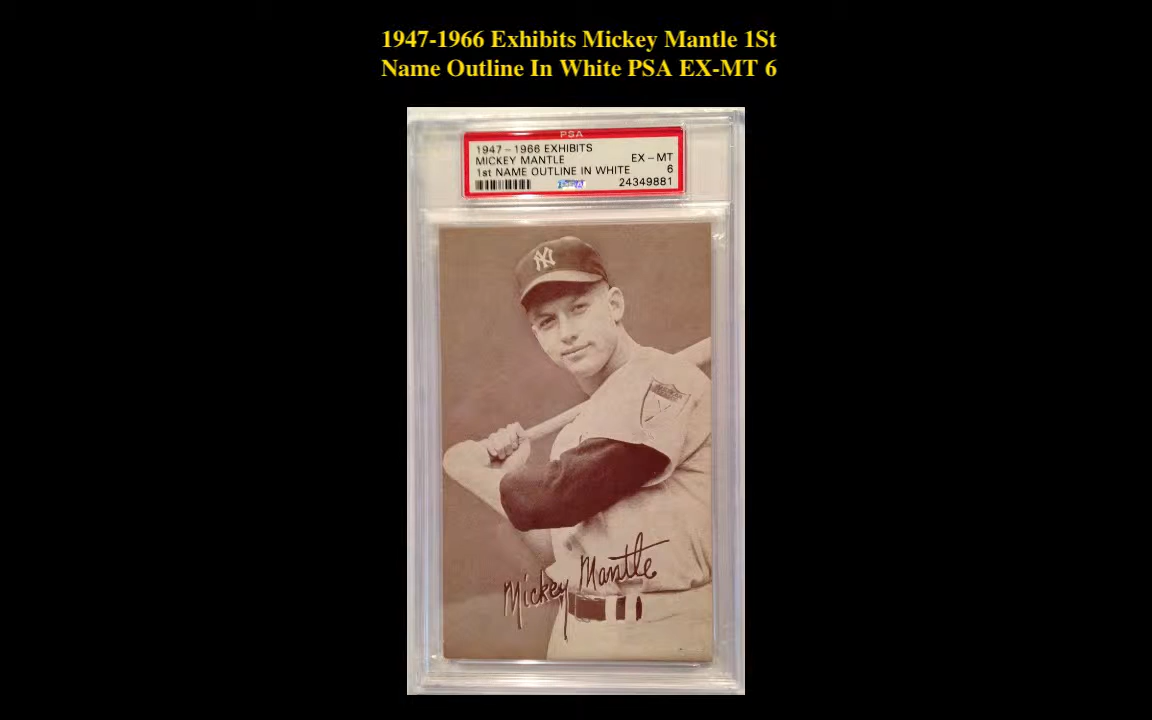 1947-1966 Exhibits Mickey Mantle 1St
Name Outline In White PSA EX-MT 6
PSA
1947-1966 EXHIBITS
MICKEY MANTLE EX-MT
1st NAME OUTLINE IN WHITE 6
24349881
NY
Mickey Mantle